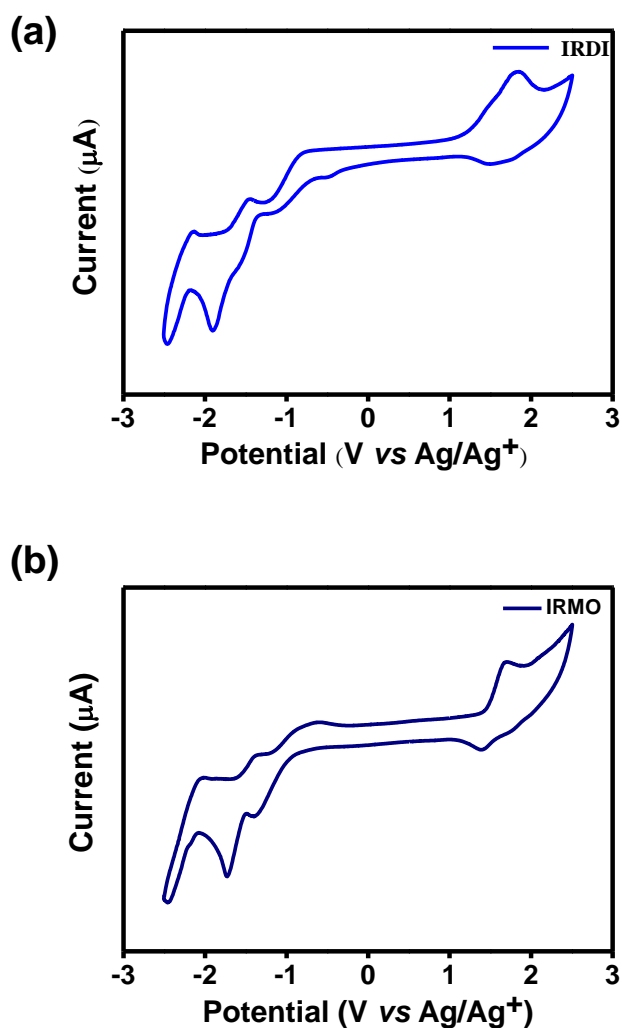 (a)
IRDI
Current (μA)
-3 -2 -1 0 1 2 3
Potential (V vs Ag/Ag⁺)
(b)
IRMO
Current (μA)
-3 -2 -1 0 1 2 3
Potential (V vs Ag/Ag⁺)